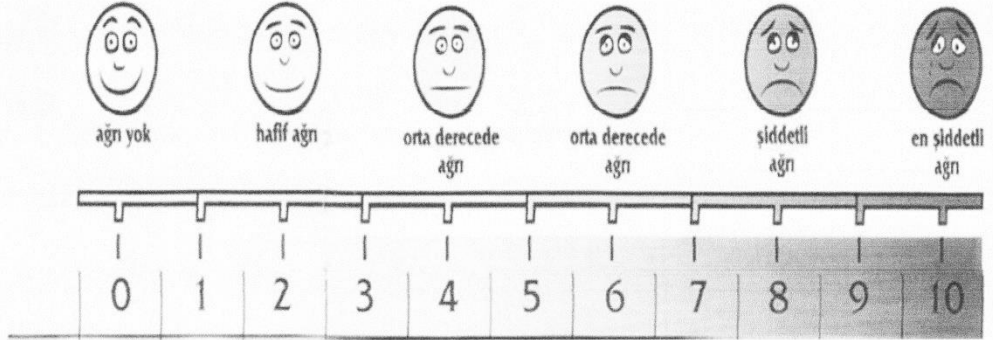 ağrı yok
hafif ağrı
orta derecede
ağrı
orta derecede
ağrı
şiddetli
ağrı
en şiddetli
ağrı
0 1 2 3 4 5 6 7 8 9 10